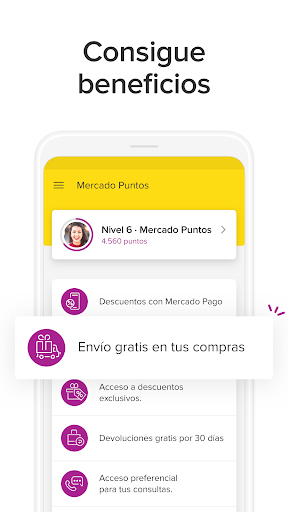 Consigue
beneficios
Mercado Puntos
Nivel 6 · Mercado Puntos
4.560 puntos
Descuentos con Mercado Pago
Envío gratis en tus compras
Acceso a descuentos
exclusivos.
Devoluciones gratis por 30 días
Acceso preferencial
para tus consultas.